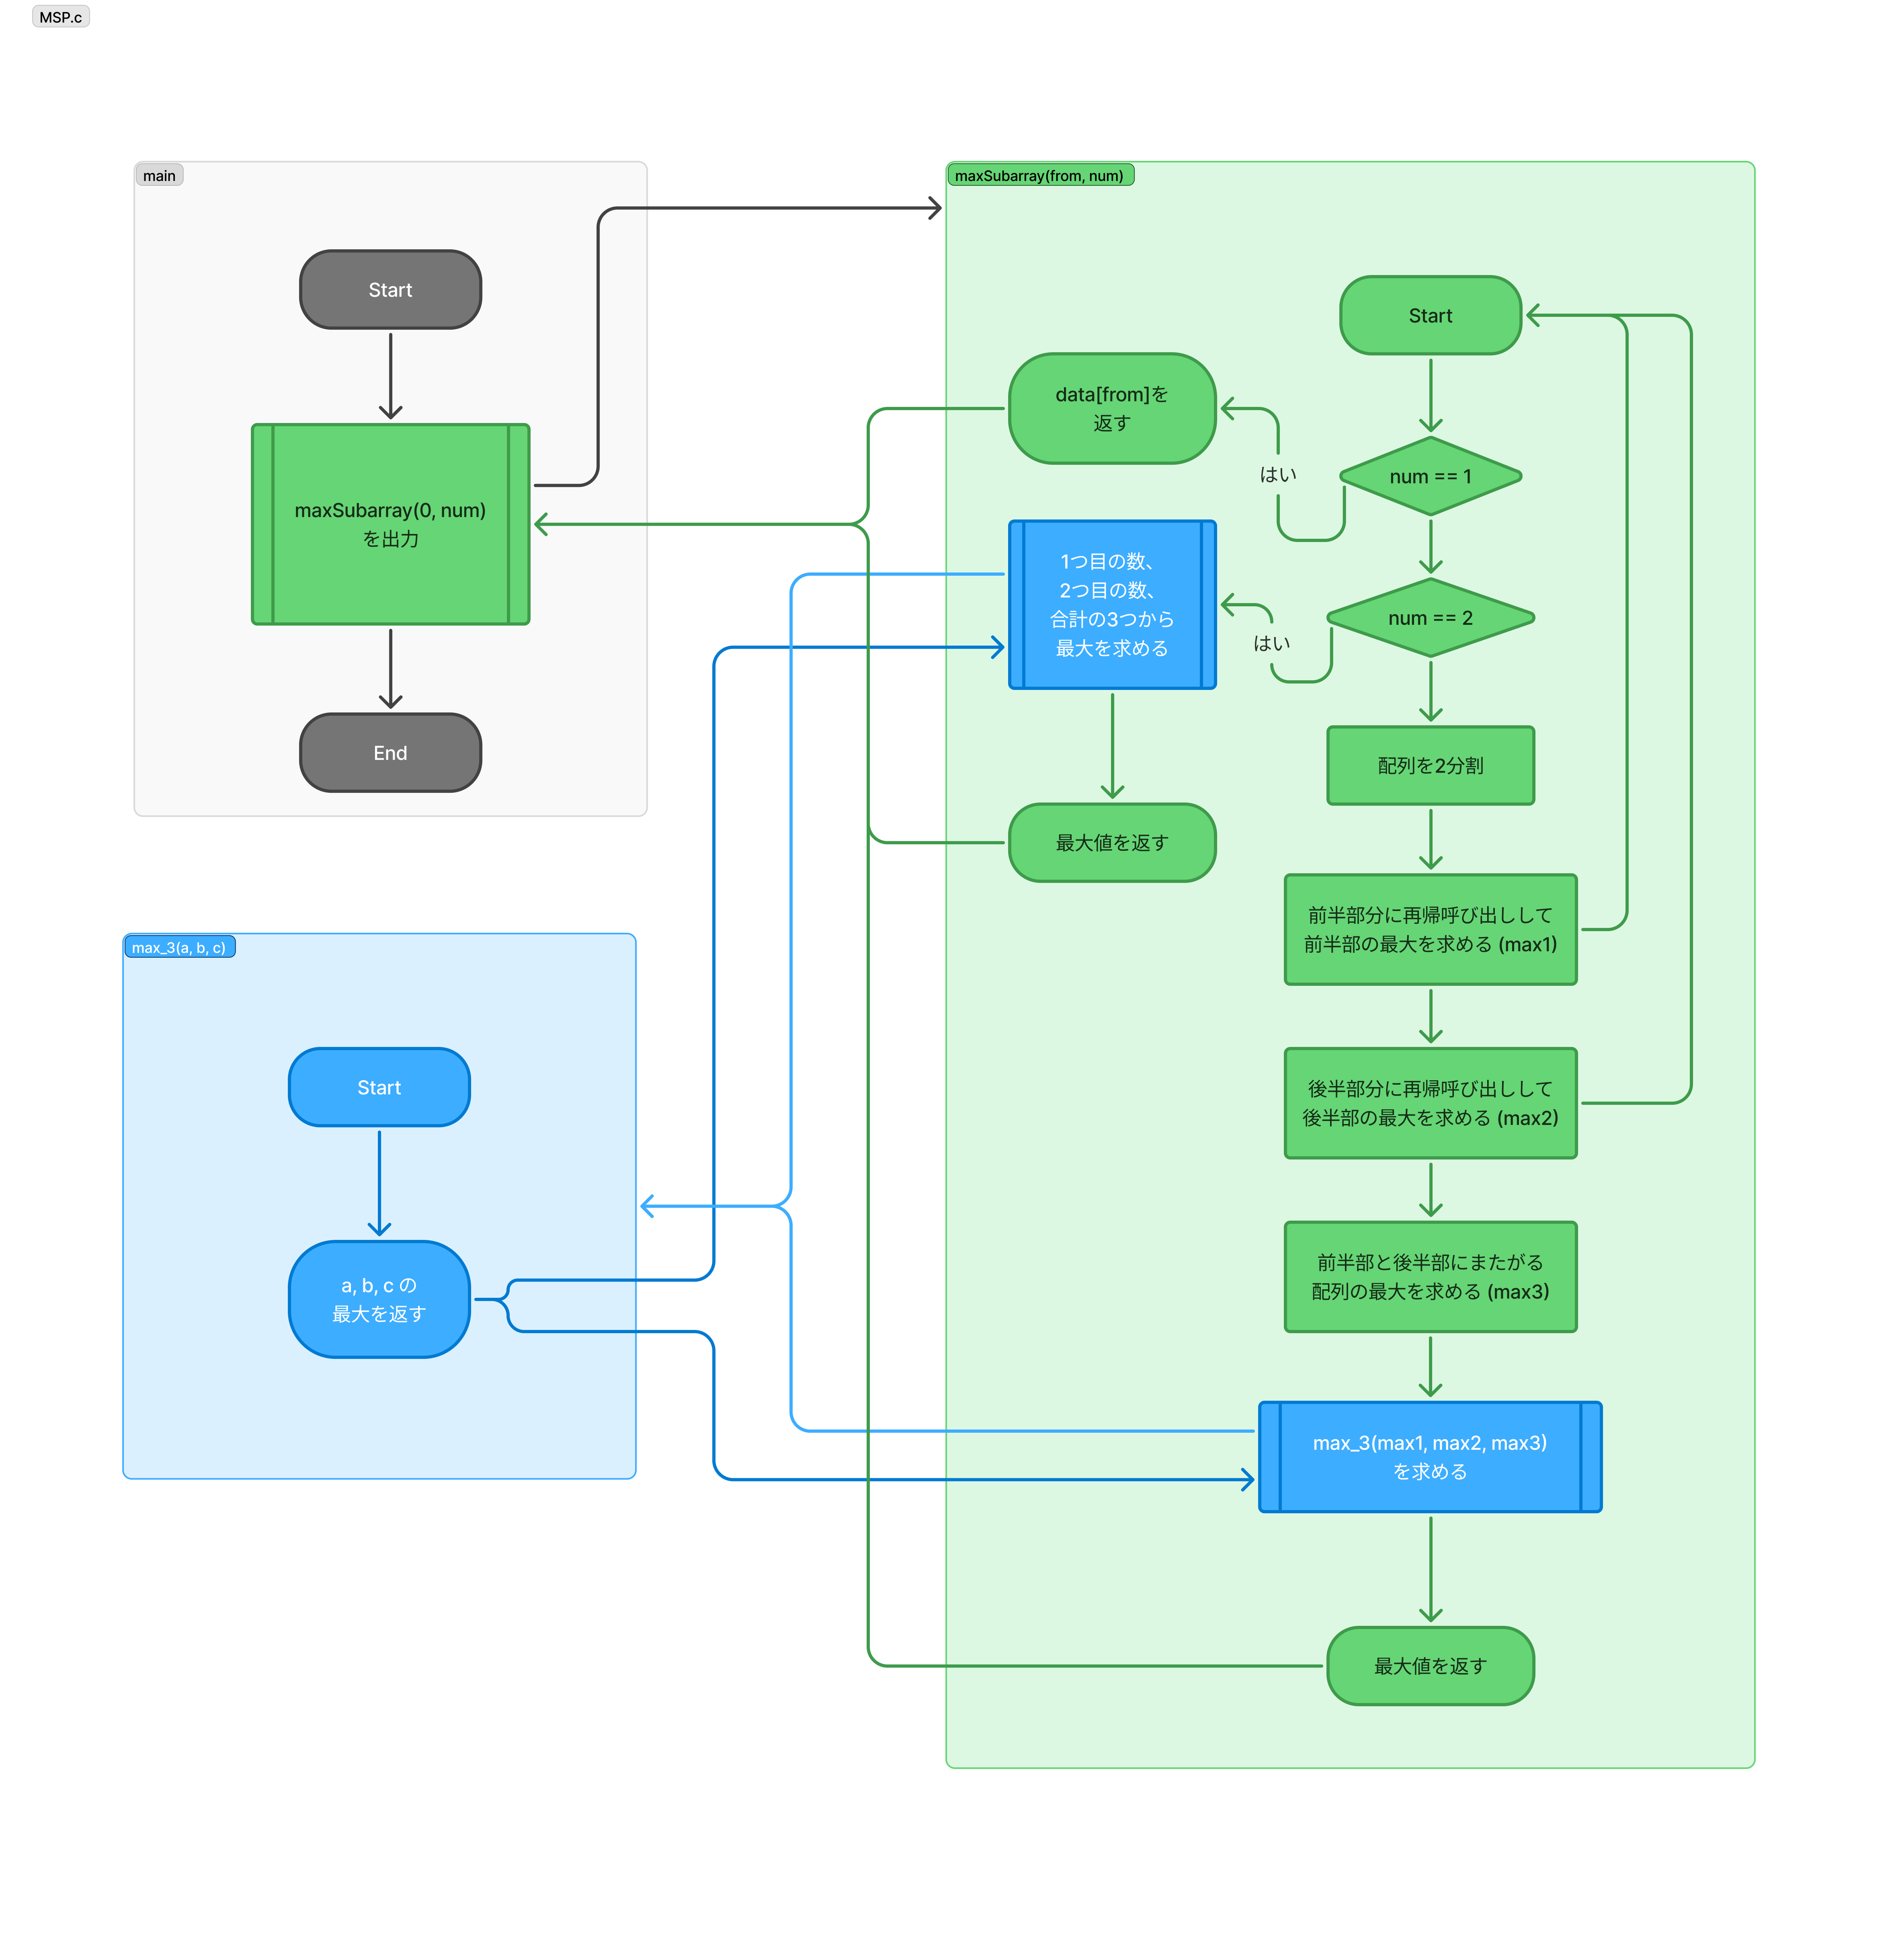 MSP.c
main
Start
maxSubarray(0, num)
を出力
End
maxSubarray(from, num)
Start
data[from]を
返す
はい
num == 1
1つ目の数、
2つ目の数、
合計の3つから
最大を求める
はい
num == 2
配列を2分割
最大値を返す
前半部分に再帰呼び出しして
前半部の最大を求める (max1)
後半部分に再帰呼び出しして
後半部の最大を求める (max2)
前半部と後半部にまたがる
配列の最大を求める (max3)
max_3(max1, max2, max3)
を求める
最大値を返す
max_3(a, b, c)
Start
a, b, c の
最大を返す